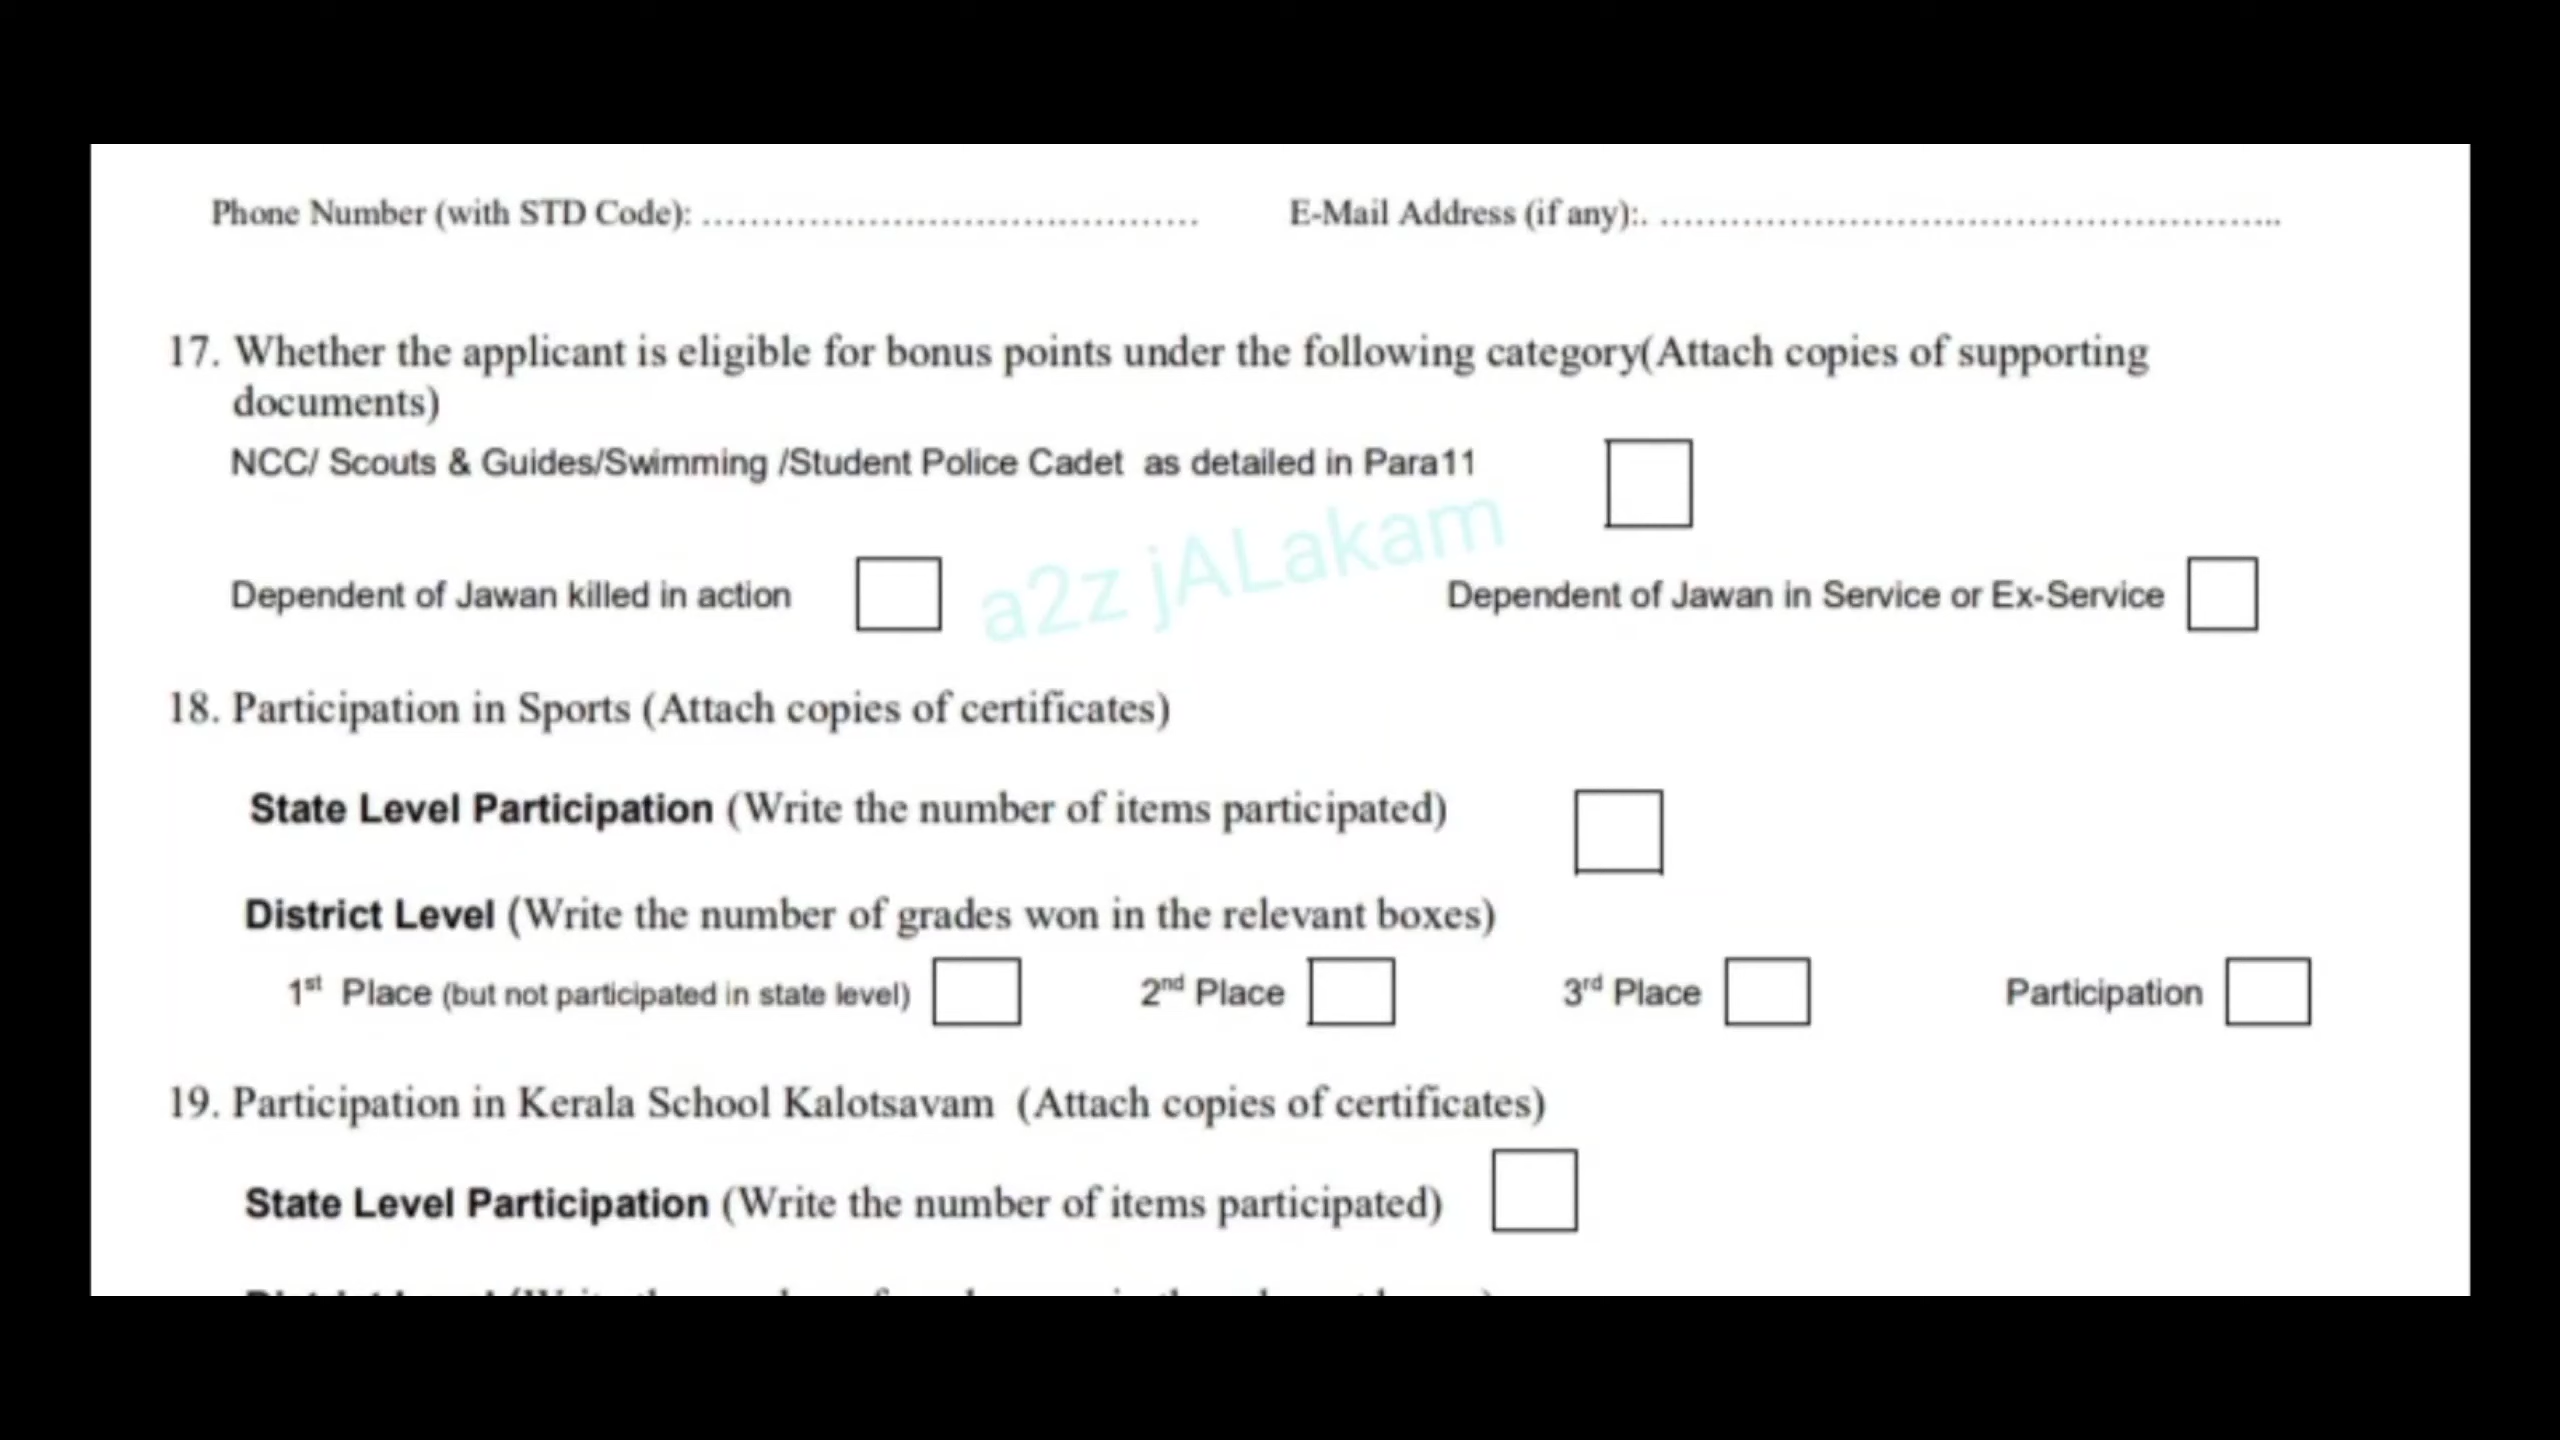 Phone Number (with STD Code): .......................................... E-Mail Address (if any):. ......................................................
17. Whether the applicant is eligible for bonus points under the following category(Attach copies of supporting
documents)
NCC/ Scouts & Guides/Swimming /Student Police Cadet as detailed in Para11
a2z jALakam
Dependent of Jawan killed in action Dependent of Jawan in Service or Ex-Service
18. Participation in Sports (Attach copies of certificates)
State Level Participation (Write the number of items participated)
District Level (Write the number of grades won in the relevant boxes)
1st Place (but not participated in state level) 2nd Place 3rd Place Participation
19. Participation in Kerala School Kalotsavam (Attach copies of certificates)
State Level Participation (Write the number of items participated)